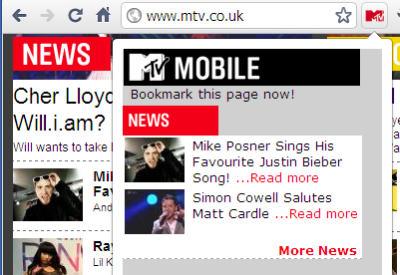 www.mtv.co.uk
NEWS
Cher Lloyd
Will.i.am?
Will wants to take
Mik
Favo
And
Ray
Lil K
MTV MOBILE
Bookmark this page now!
NEWS
Mike Posner Sings His
Favourite Justin Bieber
Song! ...Read more
Simon Cowell Salutes
Matt Cardle ...Read more
More News